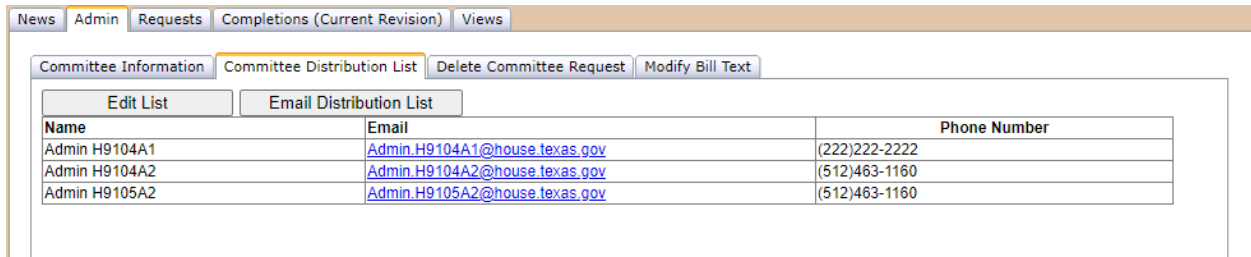 News Admin Requests Completions (Current Revision) Views
Committee Information Committee Distribution List Delete Committee Request Modify Bill Text
Edit List Email Distribution List
Name Email Phone Number
Admin H9104A1 Admin.H9104A1@house.texas.gov (222)222-2222
Admin H9104A2 Admin.H9104A2@house.texas.gov (512)463-1160
Admin H9105A2 Admin.H9105A2@house.texas.gov (512)463-1160